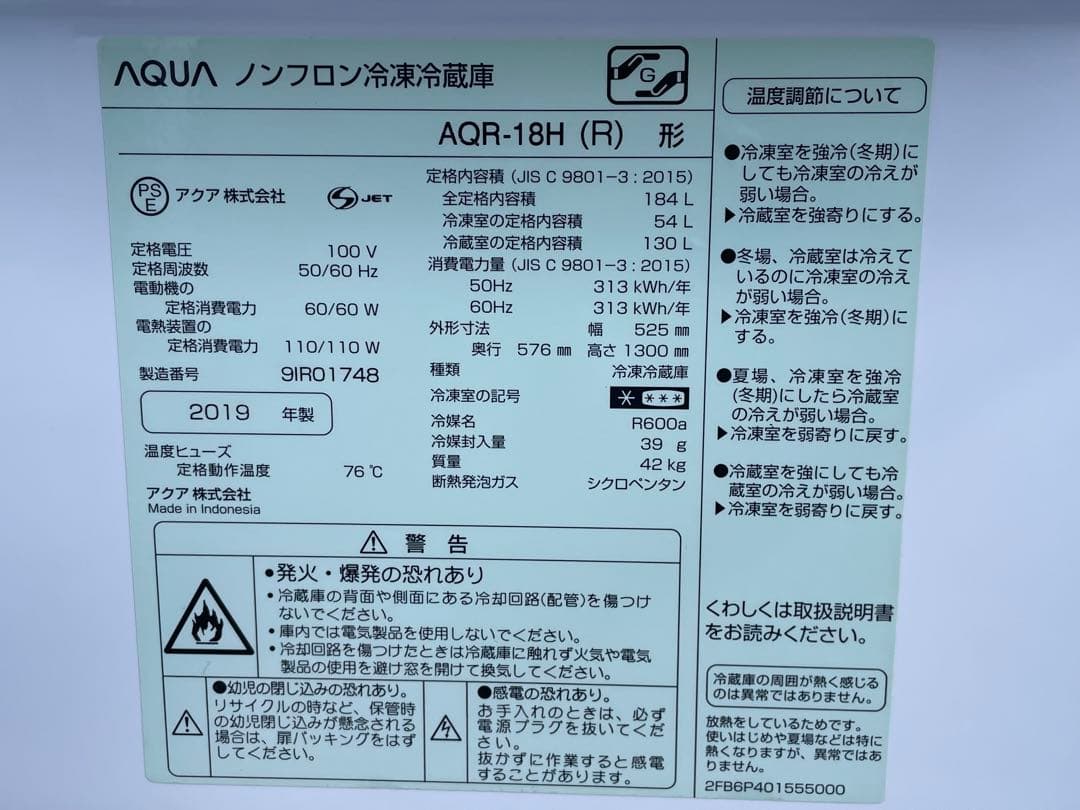 AQUA ノンフロン冷凍冷蔵庫
G
AQR-18H (R) 形
PS
E
アクア 株式会社
S JET
定格電圧 100 V
定格周波数 50/60 Hz
電動機の
定格消費電力 60/60 W
電熱装置の
定格消費電力 110/110 W
製造番号 9IR01748
2019 年製
温度ヒューズ
定格動作温度 76 ℃
アクア 株式会社
Made in Indonesia
定格内容積 (JIS C 9801-3 : 2015)
全定格内容積 184 L
冷凍室の定格内容積 54 L
冷蔵室の定格内容積 130 L
消費電力量 (JIS C 9801-3 : 2015)
50Hz 313 kWh/年
60Hz 313 kWh/年
外形寸法 幅 525 ㎜
奥行 576 ㎜ 高さ 1300 ㎜
種類 冷凍冷蔵庫
冷凍室の記号 * ***
冷媒名 R600a
冷媒封入量 39 g
質量 42 kg
断熱発泡ガス シクロペンタン
⚠ 警 告
•発火・爆発の恐れあり
・冷蔵庫の背面や側面にある冷却回路(配管)を傷つけ
ないでください。
・庫内では電気製品を使用しないでください。
・冷却回路を傷つけたときは冷蔵庫に触れず火気や電気
製品の使用を避け窓を開けて換気してください。
●幼児の閉じ込みの恐れあり。
リサイクルの時など、保管時
の幼児閉じ込みが懸念される
場合は、扉パッキングをはず
してください。
●感電の恐れあり。
お手入れのときは、必ず
電源プラグを抜いてくだ
さい。
抜かずに作業すると感電
することがあります。
温度調節について
●冷凍室を強冷(冬期)に
しても冷凍室の冷えが
弱い場合。
▶冷蔵室を強寄りにする。
●冬場、冷蔵室は冷えて
いるのに冷凍室の冷え
が弱い場合。
▶冷凍室を強冷(冬期)に
する。
●夏場、冷凍室を強冷
(冬期)にしたら冷蔵室
の冷えが弱い場合。
▶冷凍室を弱寄りに戻す。
●冷蔵室を強にしても冷
蔵室の冷えが弱い場合。
▶冷凍室を弱寄りに戻す。
くわしくは取扱説明書
をお読みください。
冷蔵庫の周囲が熱く感じる
のは異常ではありません。
放熱をしているためです。
使いはじめや夏場などは特に
熱くなりますが、異常ではあ
りません。
2FB6P401555000